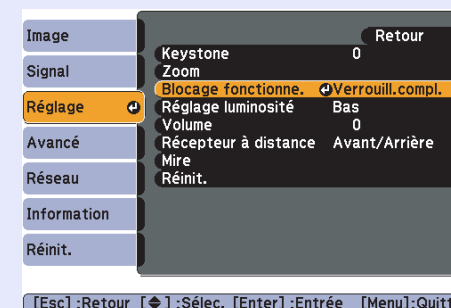 Image
Signal
Réglage
Avancé
Réseau
Information
Réinit.
Retour
Keystone 0
Zoom
Blocage fonctionne. Verrouill.compl.
Réglage luminosité Bas
Volume 0
Récepteur à distance Avant/Arrière
Mire
Réinit.
[Esc] :Retour [◆] :Sélec. [Enter] :Entrée [Menu]:Quitt